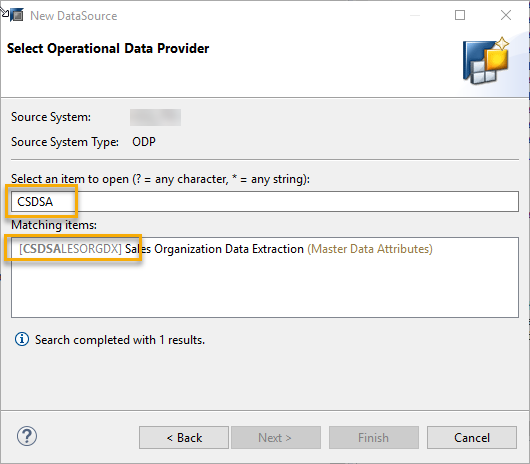 New DataSource
Select Operational Data Provider
Source System:
Source System Type: ODP
Select an item to open (? = any character, * = any string):
CSDSA
Matching items:
[CSDSALESORGDX] Sales Organization Data Extraction (Master Data Attributes)
Search completed with 1 results.
< Back Next > Finish Cancel